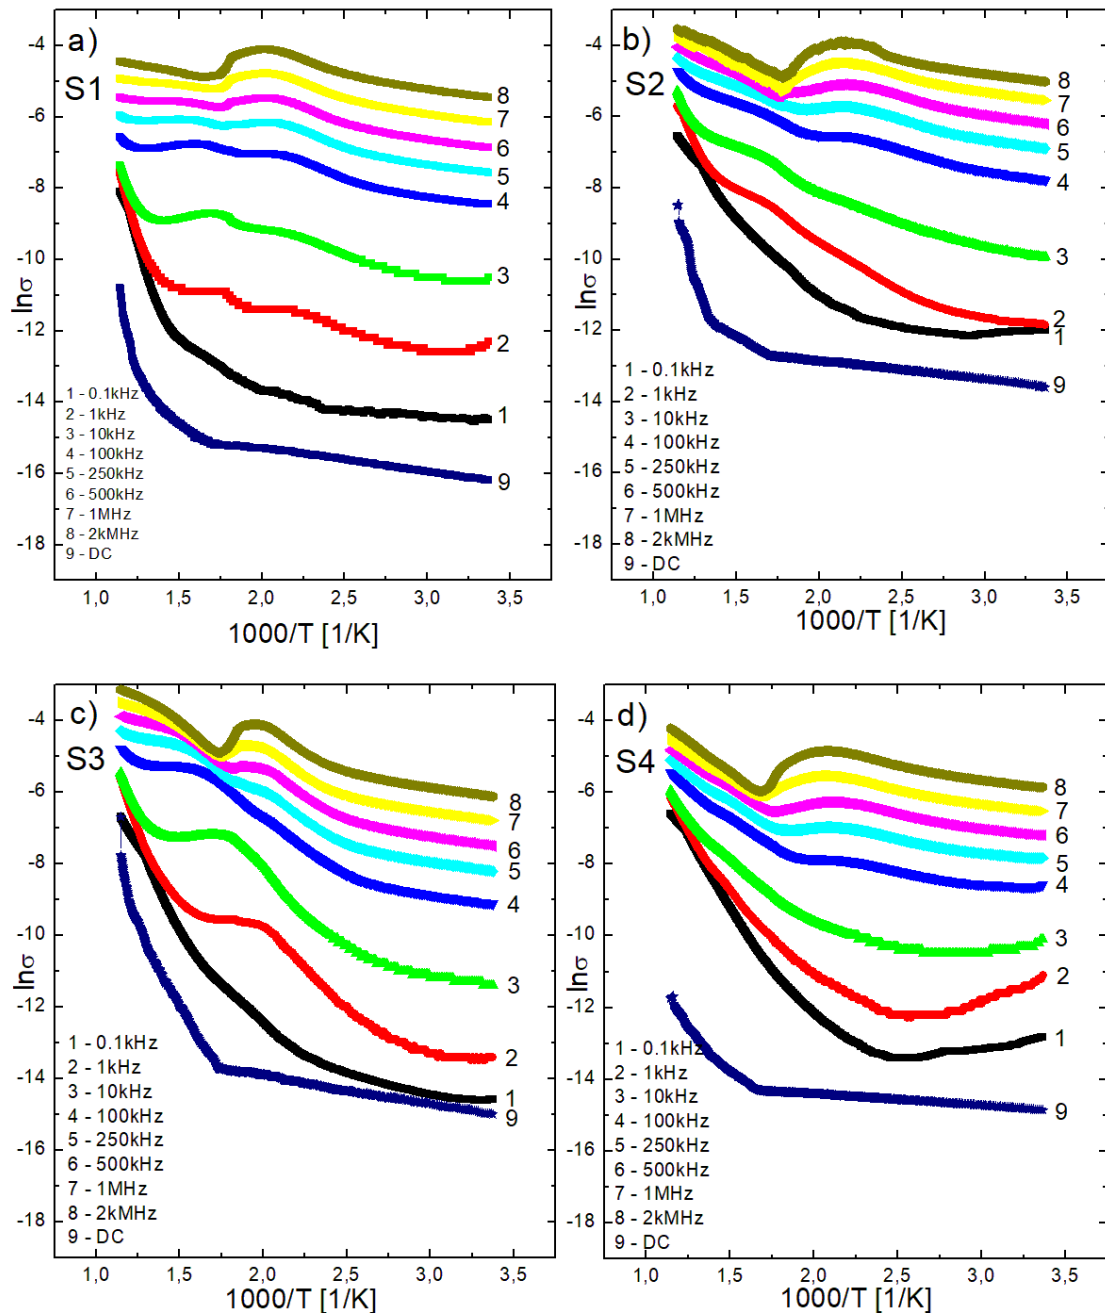 a)
S1
-4
-6
-8
-10
-12
-14
-16
-18
lnσ
8
7
6
5
4
3
2
1
9
1 - 0.1kHz
2 - 1kHz
3 - 10kHz
4 - 100kHz
5 - 250kHz
6 - 500kHz
7 - 1MHz
8 - 2kMHz
9 - DC
1,0 1,5 2,0 2,5 3,0 3,5
1000/T [1/K]
b)
S2
-4
-6
-8
-10
-12
-14
-16
-18
lnσ
8
7
6
5
4
3
2
1
9
1 - 0.1kHz
2 - 1kHz
3 - 10kHz
4 - 100kHz
5 - 250kHz
6 - 500kHz
7 - 1MHz
8 - 2kMHz
9 - DC
1,0 1,5 2,0 2,5 3,0 3,5
1000/T [1/K]
c)
S3
-4
-6
-8
-10
-12
-14
-16
-18
lnσ
8
7
6
5
4
3
2
1
9
1 - 0.1kHz
2 - 1kHz
3 - 10kHz
4 - 100kHz
5 - 250kHz
6 - 500kHz
7 - 1MHz
8 - 2kMHz
9 - DC
1,0 1,5 2,0 2,5 3,0 3,5
1000/T [1/K]
d)
S4
-4
-6
-8
-10
-12
-14
-16
-18
lnσ
8
7
6
5
4
3
2
1
9
1 - 0.1kHz
2 - 1kHz
3 - 10kHz
4 - 100kHz
5 - 250kHz
6 - 500kHz
7 - 1MHz
8 - 2kMHz
9 - DC
1,0 1,5 2,0 2,5 3,0 3,5
1000/T [1/K]